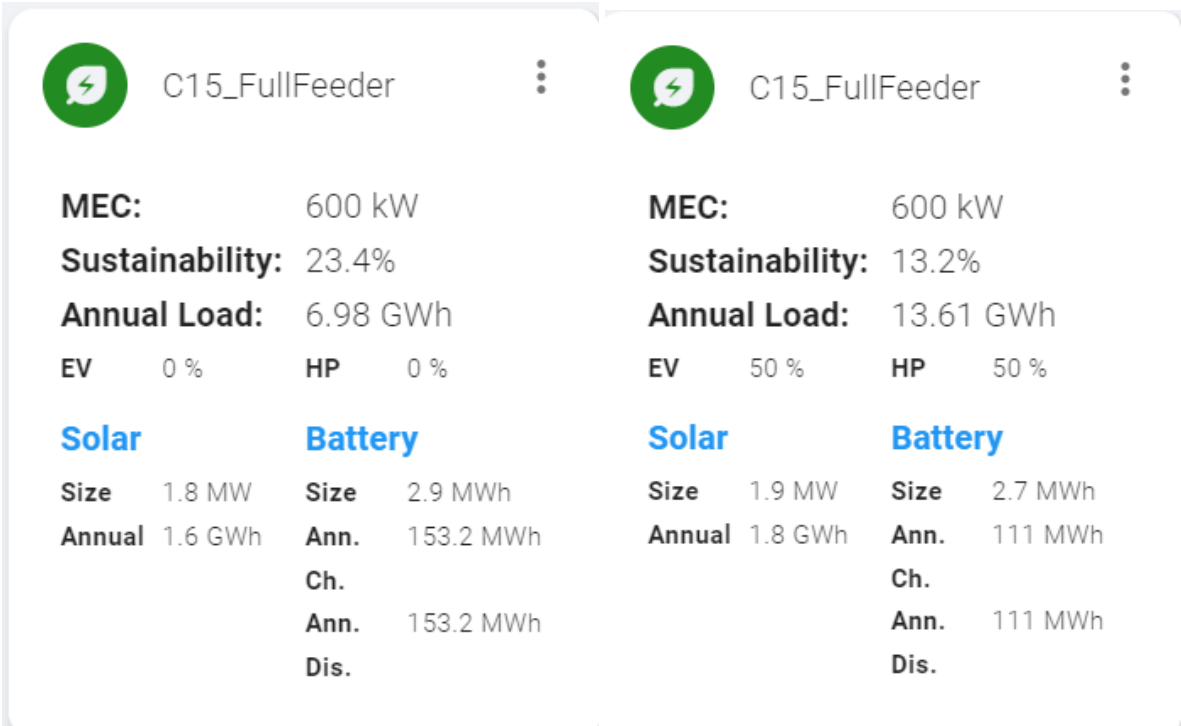 C15_FullFeeder
MEC: 600 kW
Sustainability: 23.4%
Annual Load: 6.98 GWh
EV 0 % HP 0 %
Solar Battery
Size 1.8 MW Size 2.9 MWh
Annual 1.6 GWh Ann. 153.2 MWh
Ch.
Ann. 153.2 MWh
Dis.
C15_FullFeeder
MEC: 600 kW
Sustainability: 13.2%
Annual Load: 13.61 GWh
EV 50 % HP 50 %
Solar Battery
Size 1.9 MW Size 2.7 MWh
Annual 1.8 GWh Ann. 111 MWh
Ch.
Ann. 111 MWh
Dis.